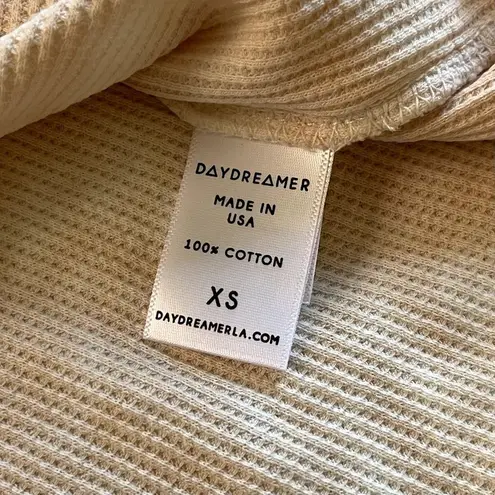 DAYDREAMER
MADE IN
USA
100% COTTON
XS
DAYDREAMERLA.COM